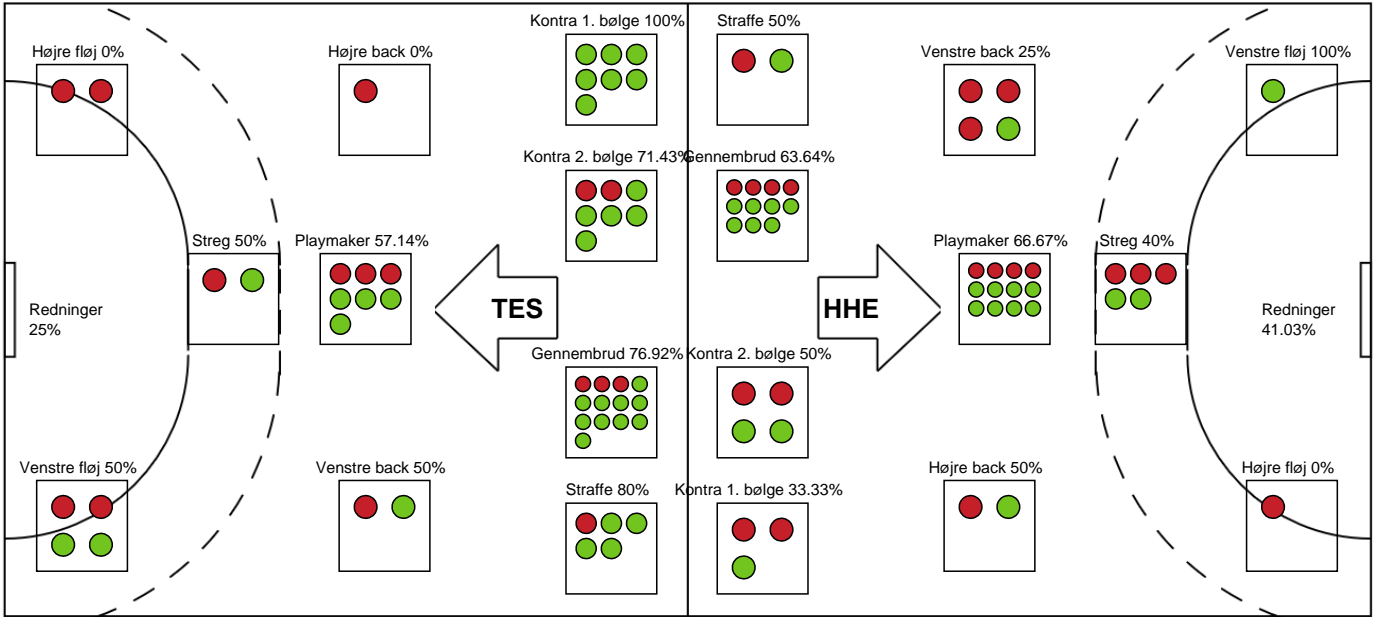 Kontra 1. bølge 100%
Straffe 50%
Højre fløj 0%
Højre back 0%
Venstre back 25%
Venstre fløj 100%
Kontra 2. bølge 71.43%
Gennembrud 63.64%
Streg 50%
Playmaker 57.14%
Playmaker 66.67%
Streg 40%
Redninger
25%
TES
HHE
Redninger
41.03%
Gennembrud 76.92%
Kontra 2. bølge 50%
Venstre fløj 50%
Venstre back 50%
Straffe 80%
Kontra 1. bølge 33.33%
Højre back 50%
Højre fløj 0%